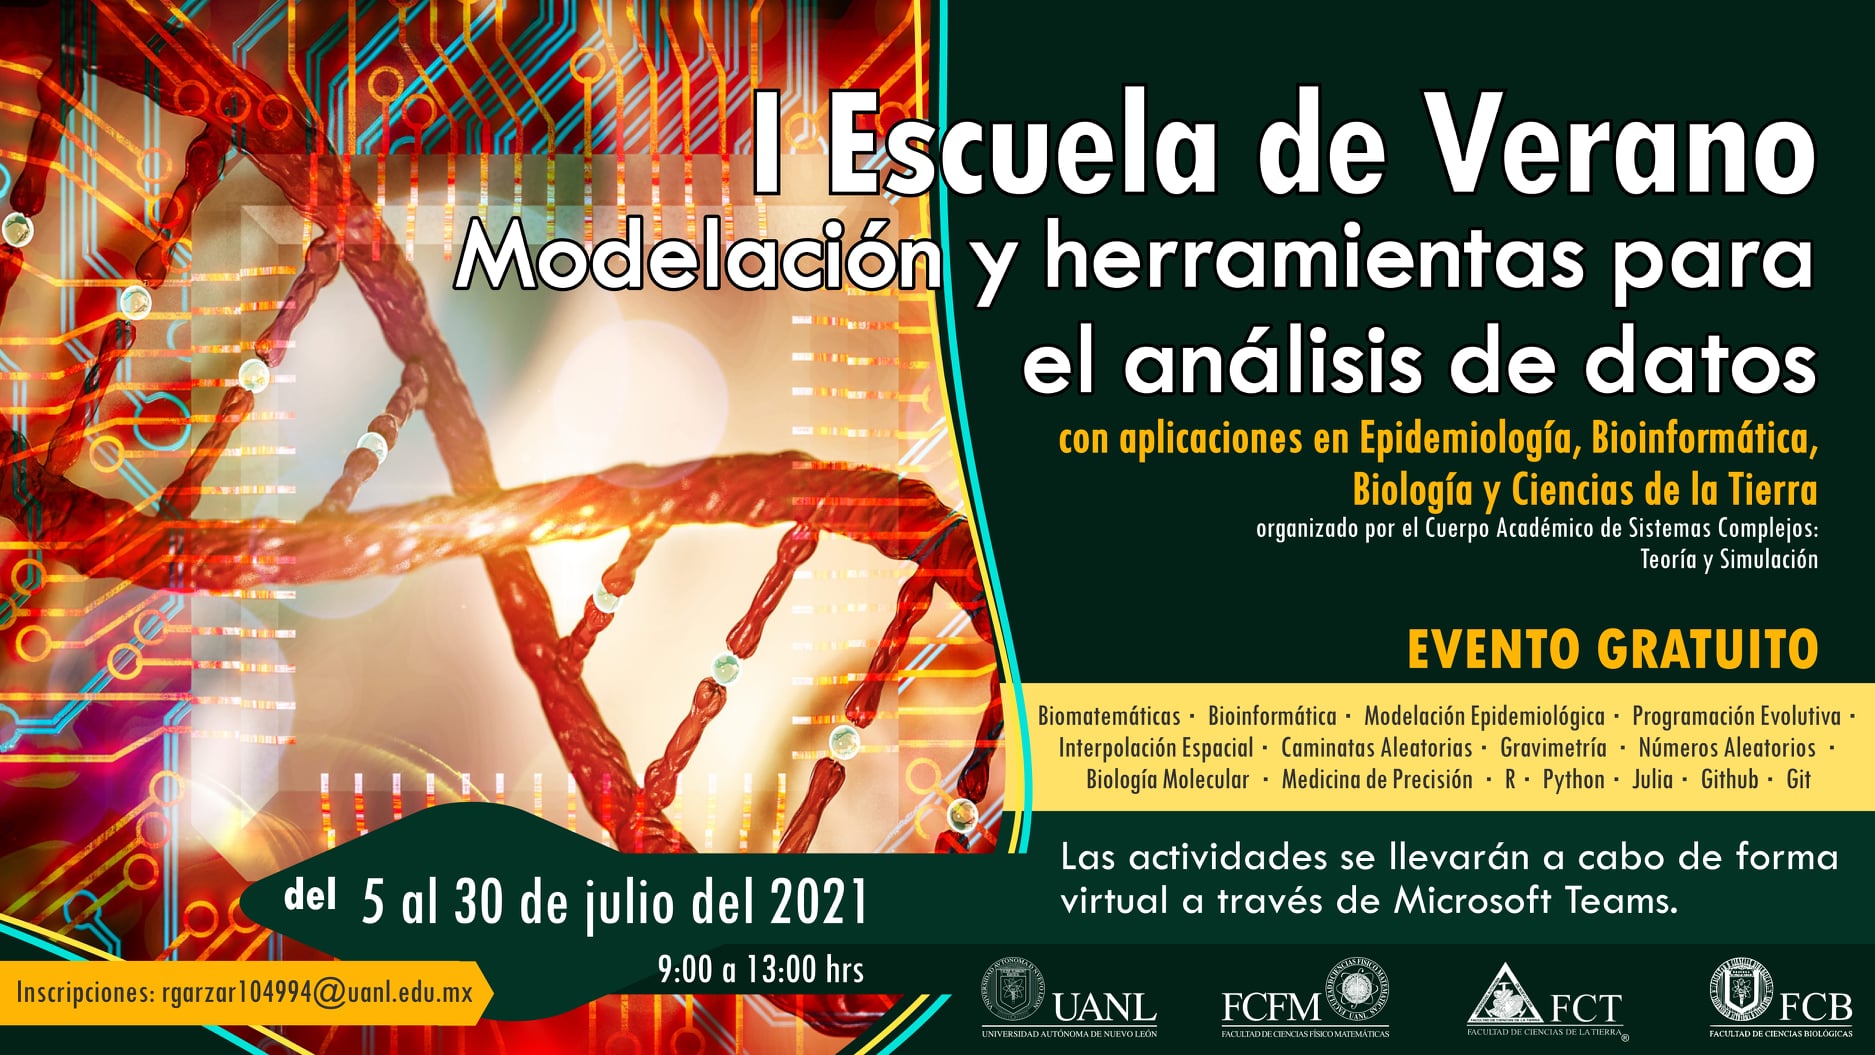 I Escuela de Verano
Modelación y herramientas para
el análisis de datos
con aplicaciones en Epidemiología, Bioinformática,
Biología y Ciencias de la Tierra
organizado por el Cuerpo Académico de Sistemas Complejos:
Teoría y Simulación
EVENTO GRATUITO
Biomatemáticas · Bioinformática · Modelación Epidemiológica · Programación Evolutiva ·
Interpolación Espacial · Caminatas Aleatorias · Gravimetría · Números Aleatorios ·
Biología Molecular · Medicina de Precisión · R · Python · Julia · Github · Git
Las actividades se llevarán a cabo de forma
virtual a través de Microsoft Teams.
del 5 al 30 de julio del 2021
9:00 a 13:00 hrs
Inscripciones: rgarzar104994@uanl.edu.mx
UANL
UNIVERSIDAD AUTÓNOMA DE NUEVO LEÓN
FCFM
FACULTAD DE CIENCIAS FÍSICO MATEMÁTICAS
FCT
FACULTAD DE CIENCIAS DE LA TIERRA®
FCB
FACULTAD DE CIENCIAS BIOLÓGICAS